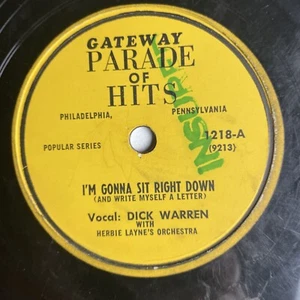 GATEWAY
PARADE
OF
HITS
PHILADELPHIA, PENNSYLVANIA
POPULAR SERIES
1218-A
(9213)
I'M GONNA SIT RIGHT DOWN
(AND WRITE MYSELF A LETTER)
Vocal: DICK WARREN
WITH
HERBIE LAYNE'S ORCHESTRA